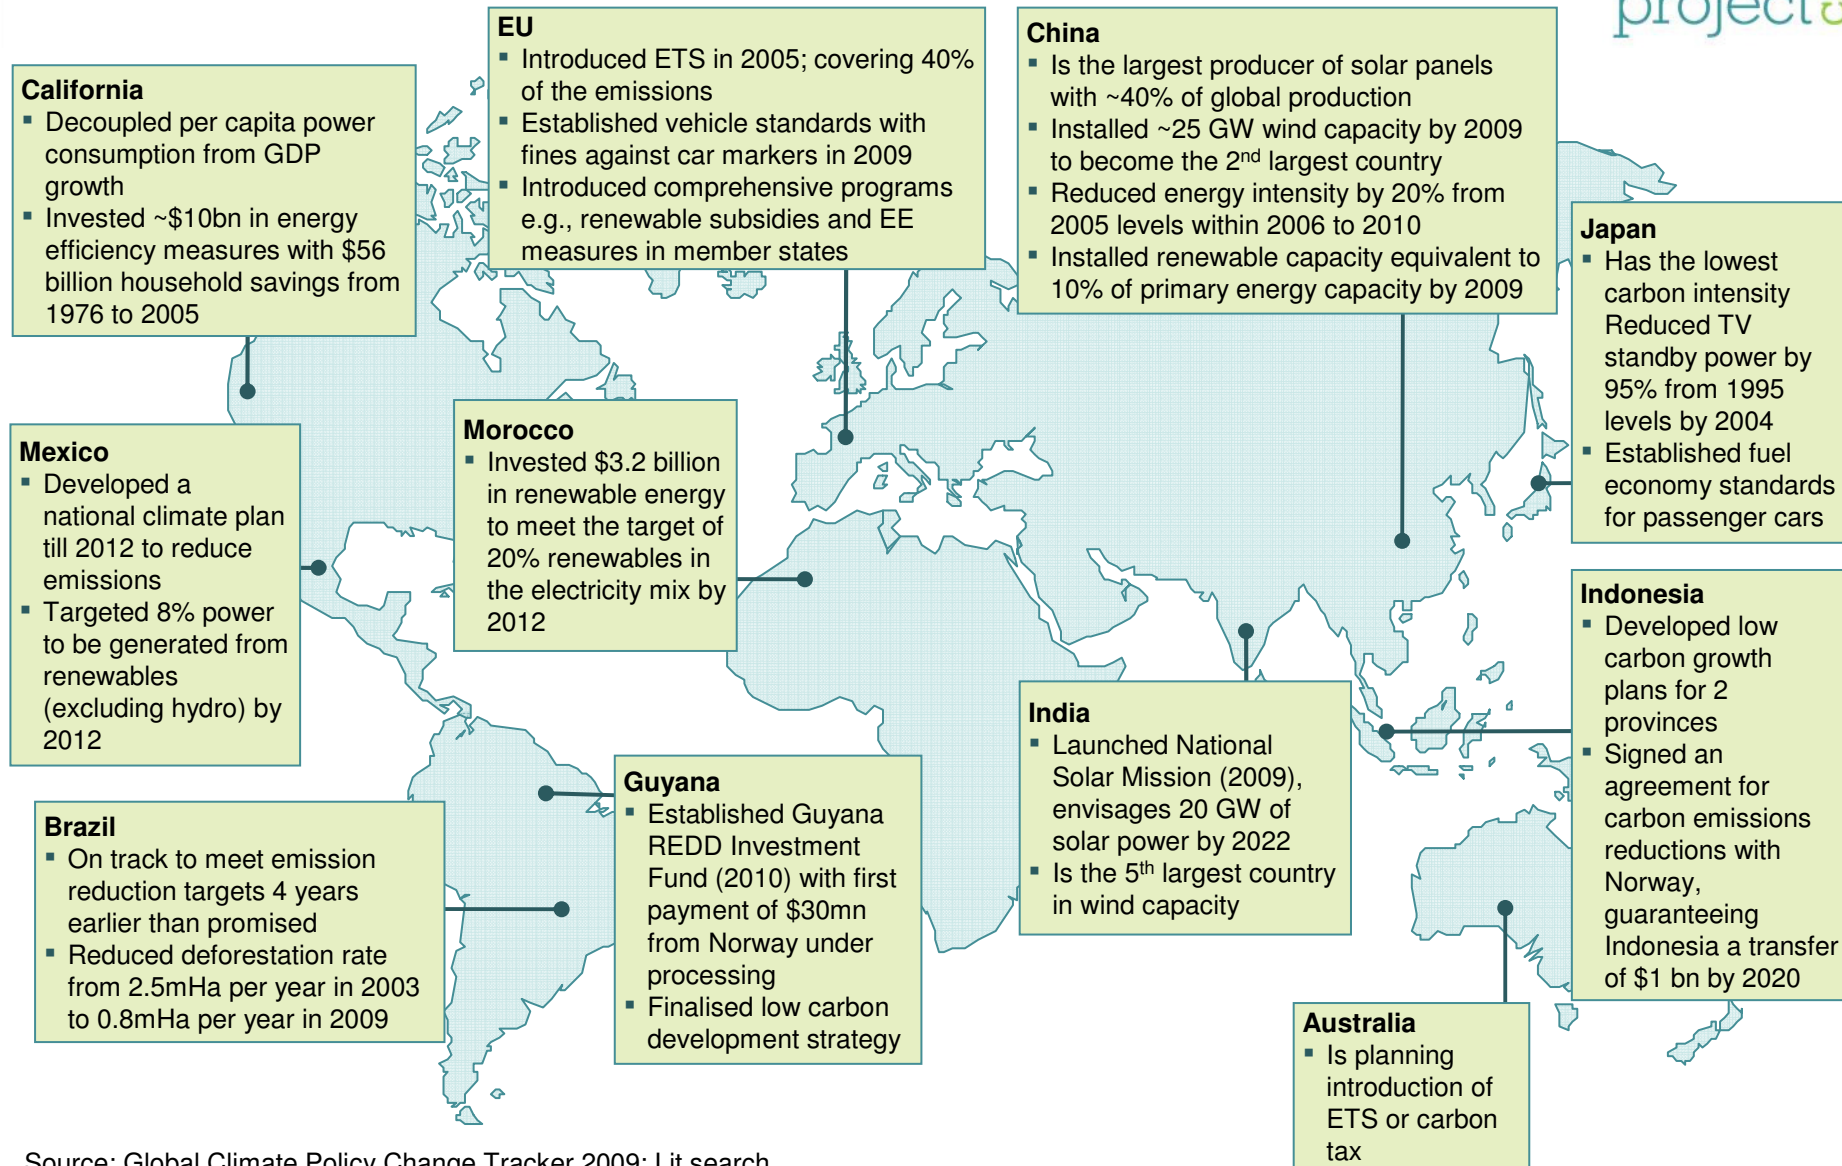 project
California
▪ Decoupled per capita power
consumption from GDP
growth
▪ Invested ~$10bn in energy
efficiency measures with $56
billion household savings from
1976 to 2005
EU
▪ Introduced ETS in 2005; covering 40%
of the emissions
▪ Established vehicle standards with
fines against car markers in 2009
▪ Introduced comprehensive programs
e.g., renewable subsidies and EE
measures in member states
China
▪ Is the largest producer of solar panels
with ~40% of global production
▪ Installed ~25 GW wind capacity by 2009
to become the 2nd largest country
▪ Reduced energy intensity by 20% from
2005 levels within 2006 to 2010
▪ Installed renewable capacity equivalent to
10% of primary energy capacity by 2009
Japan
▪ Has the lowest
carbon intensity
Reduced TV
standby power by
95% from 1995
levels by 2004
▪ Established fuel
economy standards
for passenger cars
Mexico
▪ Developed a
national climate plan
till 2012 to reduce
emissions
▪ Targeted 8% power
to be generated from
renewables
(excluding hydro) by
2012
Morocco
▪ Invested $3.2 billion
in renewable energy
to meet the target of
20% renewables in
the electricity mix by
2012
Indonesia
▪ Developed low
carbon growth
plans for 2
provinces
▪ Signed an
agreement for
carbon emissions
reductions with
Norway,
guaranteeing
Indonesia a transfer
of $1 bn by 2020
India
▪ Launched National
Solar Mission (2009),
envisages 20 GW of
solar power by 2022
▪ Is the 5th largest country
in wind capacity
Guyana
▪ Established Guyana
REDD Investment
Fund (2010) with first
payment of $30mn
from Norway under
processing
▪ Finalised low carbon
development strategy
Brazil
▪ On track to meet emission
reduction targets 4 years
earlier than promised
▪ Reduced deforestation rate
from 2.5mHa per year in 2003
to 0.8mHa per year in 2009
Australia
▪ Is planning
introduction of
ETS or carbon
tax
Source: Global Climate Policy Change Tracker 2009; Lit search